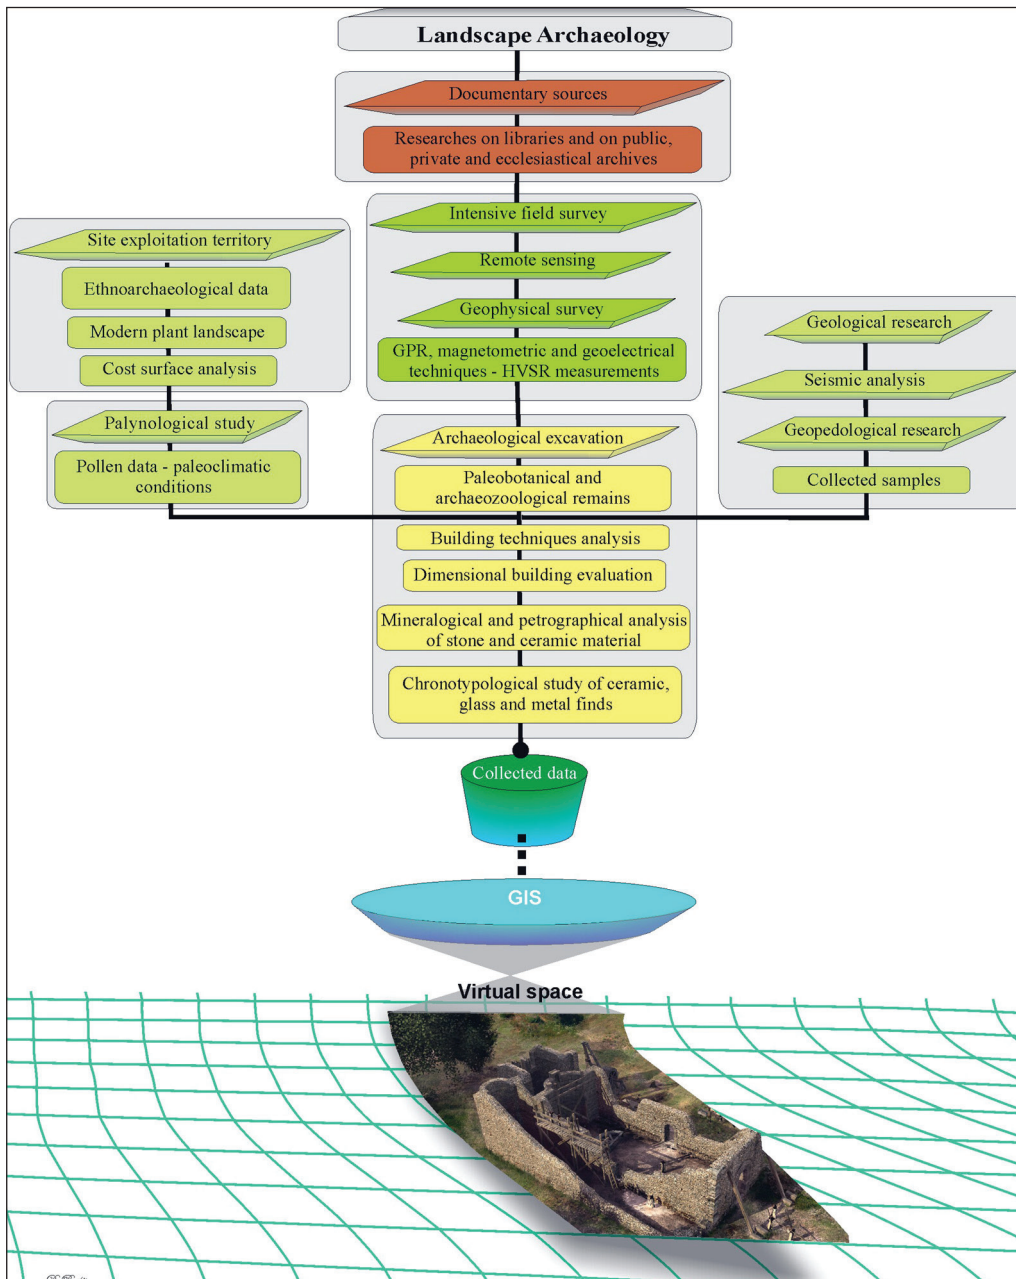 Landscape Archaeology
Documentary sources
Researches on libraries and on public,
private and ecclesiastical archives
Intensive field survey
Remote sensing
Geophysical survey
GPR, magnetometric and geoelectrical
techniques - HVSR measurements
Site exploitation territory
Ethnoarchaeological data
Modern plant landscape
Cost surface analysis
Palynological study
Pollen data - paleoclimatic
conditions
Geological research
Seismic analysis
Geopedological research
Collected samples
Archaeological excavation
Paleobotanical and
archaeozoological remains
Building techniques analysis
Dimensional building evaluation
Mineralogical and petrographical analysis
of stone and ceramic material
Chronotypological study of ceramic,
glass and metal finds
Collected data
GIS
Virtual space